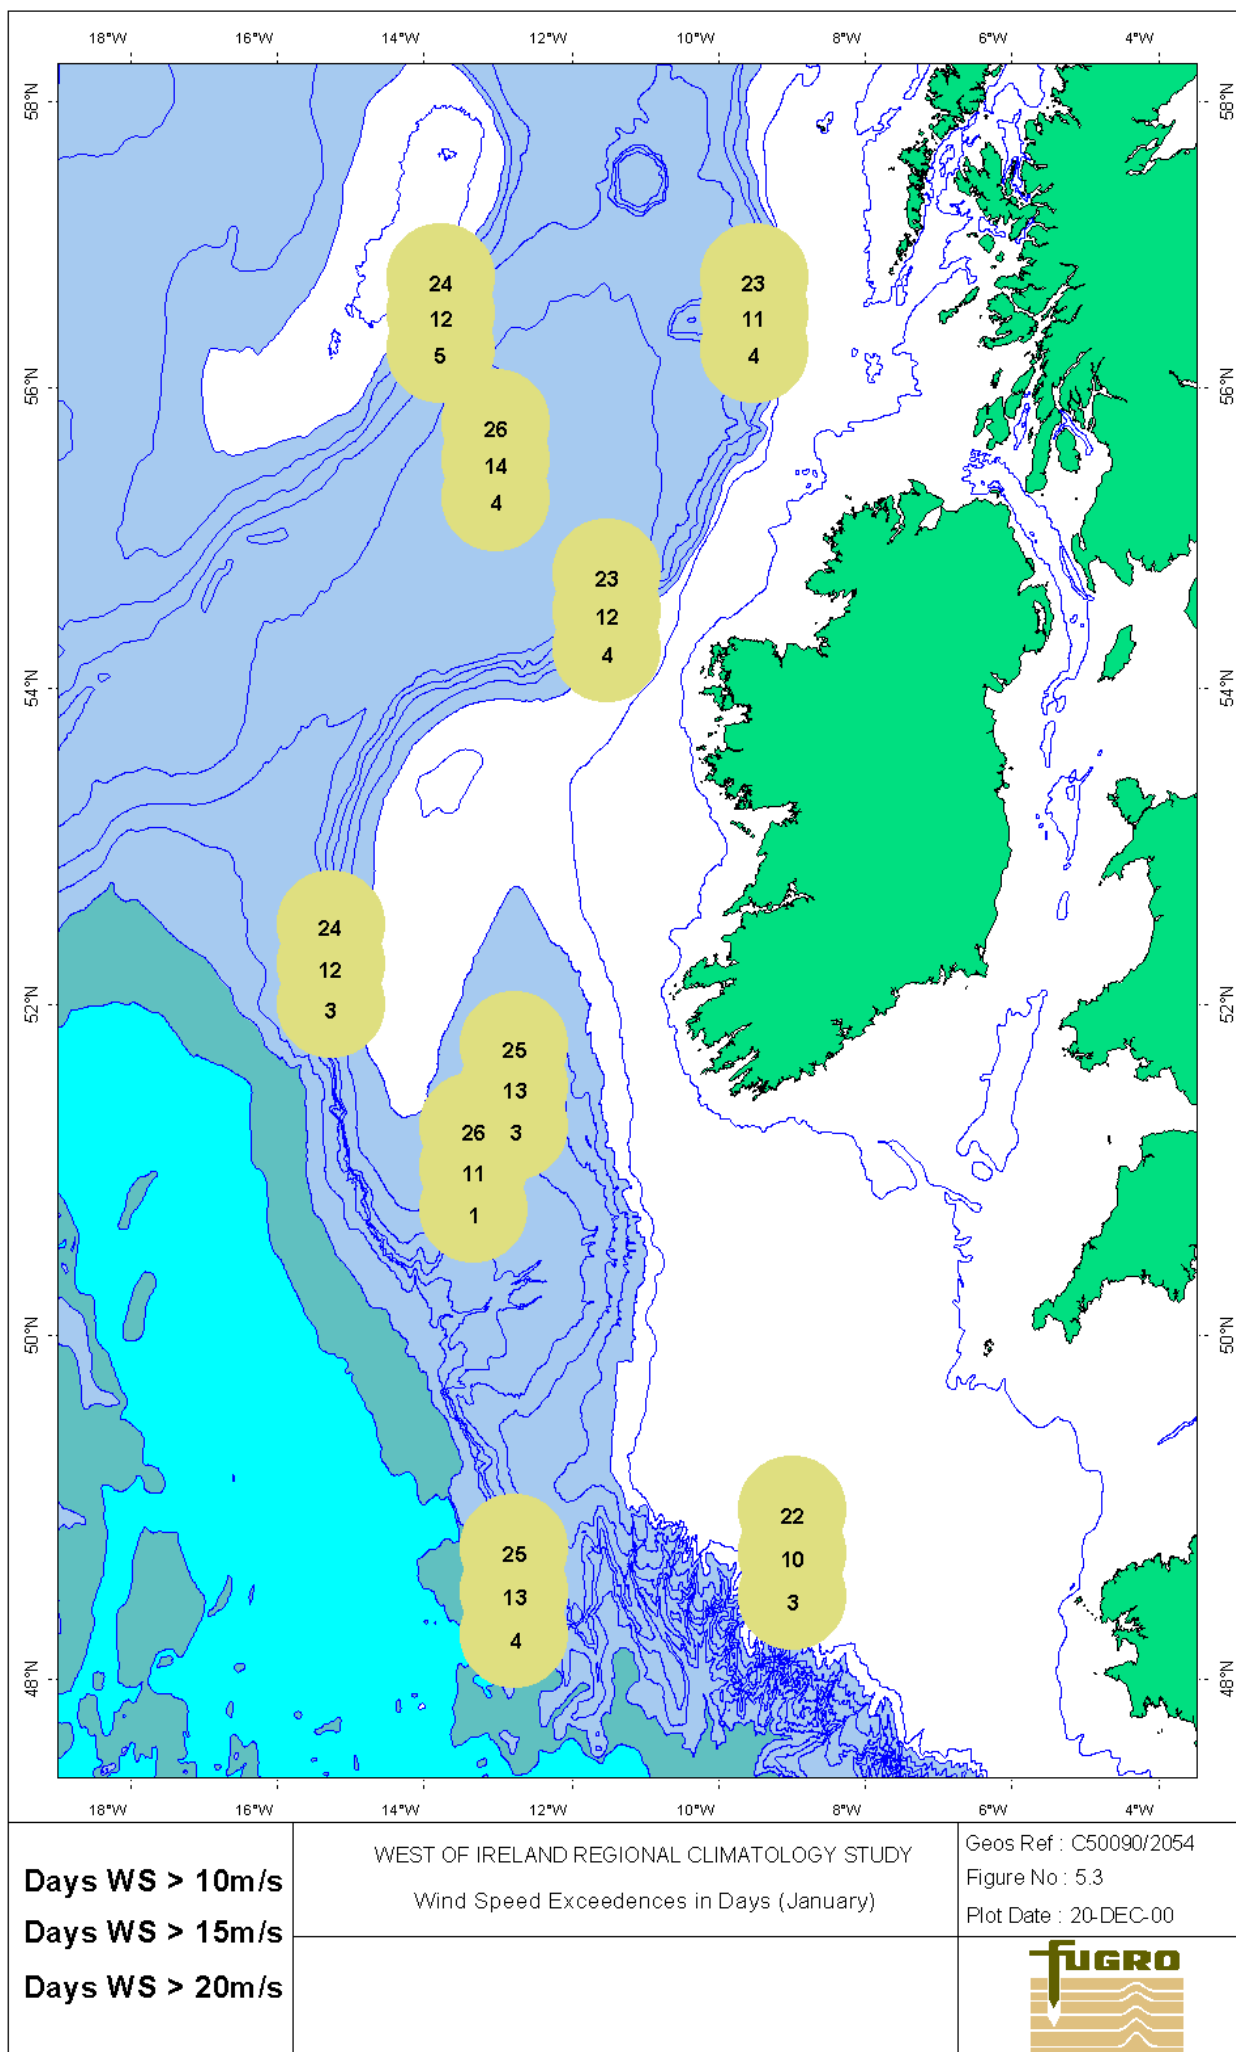 18°W 16°W 14°W 12°W 10°W 8°W 6°W 4°W
58°N 58°N
24 23
12 11
5 4
56°N 56°N
26
14
4
23
12
4
54°N 54°N
24
12
3
52°N 52°N
25
13
26 3
11
1
50°N 50°N
22
25 10
13 3
4
48°N 48°N
18°W 16°W 14°W 12°W 10°W 8°W 6°W 4°W
Days WS > 10m/s
Days WS > 15m/s
Days WS > 20m/s
WEST OF IRELAND REGIONAL CLIMATOLOGY STUDY
Wind Speed Exceedences in Days (January)
Geos Ref : C50090/2054
Figure No : 5.3
Plot Date : 20-DEC-00
fUGRO